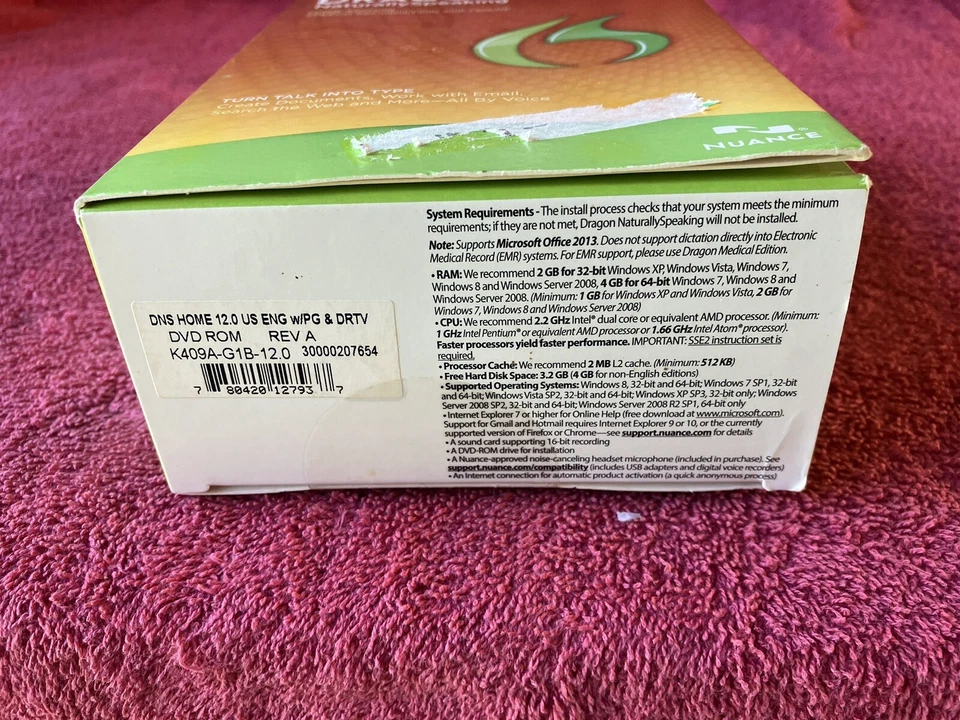 TURN TALK INTO TYPE
Create Documents, Work with Email,
Search the Web and More—All By Voice
NUANCE
DNS HOME 12.0 US ENG w/PG & DRTV
DVD ROM REV A
K409A-G1B-12.0 30000207654
7 80420 12793 7
System Requirements - The install process checks that your system meets the minimum
requirements; if they are not met, Dragon NaturallySpeaking will not be installed.
Note: Supports Microsoft Office 2013. Does not support dictation directly into Electronic
Medical Record (EMR) systems. For EMR support, please use Dragon Medical Edition.
• RAM: We recommend 2 GB for 32-bit Windows XP, Windows Vista, Windows 7,
Windows 8 and Windows Server 2008, 4 GB for 64-bit Windows 7, Windows 8 and
Windows Server 2008. (Minimum: 1 GB for Windows XP and Windows Vista, 2 GB for
Windows 7, Windows 8 and Windows Server 2008)
• CPU: We recommend 2.2 GHz Intel® dual core or equivalent AMD processor. (Minimum:
1 GHz Intel Pentium® or equivalent AMD processor or 1.66 GHz Intel Atom® processor).
Faster processors yield faster performance. IMPORTANT: SSE2 instruction set is
required.
• Processor Caché: We recommend 2 MB L2 cache. (Minimum: 512 KB)
• Free Hard Disk Space: 3.2 GB (4 GB for non-English editions)
• Supported Operating Systems: Windows 8, 32-bit and 64-bit; Windows 7 SP1, 32-bit
and 64-bit; Windows Vista SP2, 32-bit and 64-bit; Windows XP SP3, 32-bit only; Windows
Server 2008 SP2, 32-bit and 64-bit; Windows Server 2008 R2 SP1, 64-bit only
• Internet Explorer 7 or higher for Online Help (free download at www.microsoft.com).
Support for Gmail and Hotmail requires Internet Explorer 9 or 10, or the currently
supported version of Firefox or Chrome—see support.nuance.com for details
• A sound card supporting 16-bit recording
• A DVD-ROM drive for installation
• A Nuance-approved noise-canceling headset microphone (included in purchase). See
support.nuance.com/compatibility (includes USB adapters and digital voice recorders)
• An Internet connection for automatic product activation (a quick anonymous process)